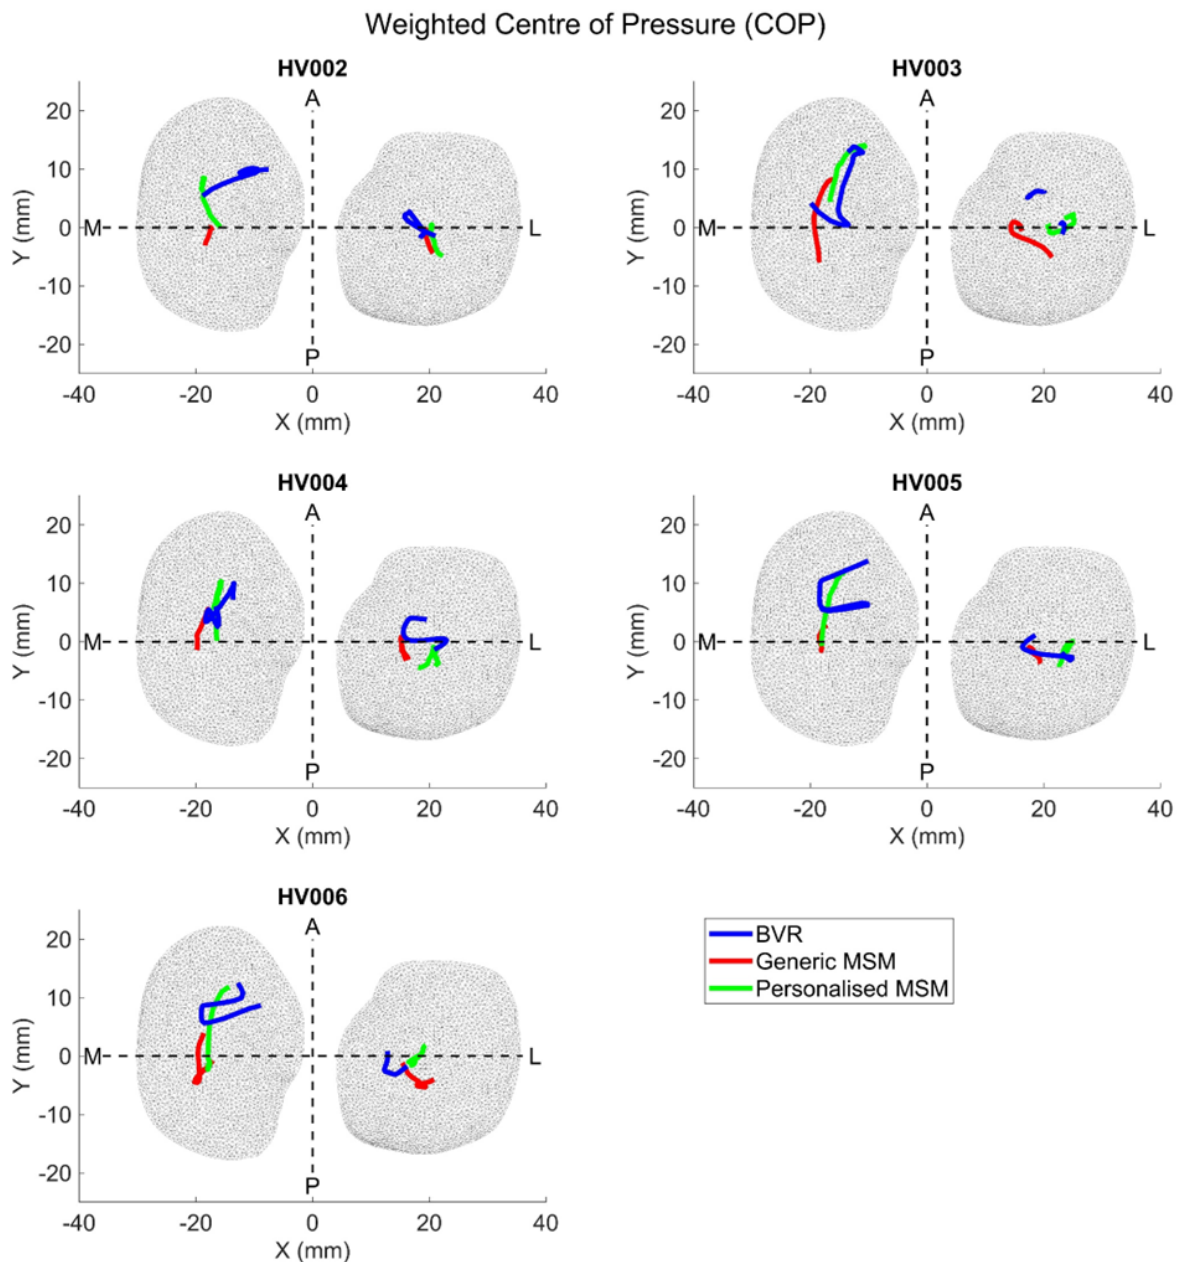 Weighted Centre of Pressure (COP)
HV002
HV003
A
A
20
20
10
10
Y (mm)
0
M
L
Y (mm)
0
M
L
-10
-10
-20
-20
P
P
-40 -20 0 20 40
-40 -20 0 20 40
X (mm)
X (mm)
HV004
HV005
A
A
20
20
10
10
Y (mm)
0
M
L
Y (mm)
0
M
L
-10
-10
-20
-20
P
P
-40 -20 0 20 40
-40 -20 0 20 40
X (mm)
X (mm)
HV006
A
20
10
Y (mm)
0
M
L
-10
-20
P
-40 -20 0 20 40
X (mm)
BVR
Generic MSM
Personalised MSM